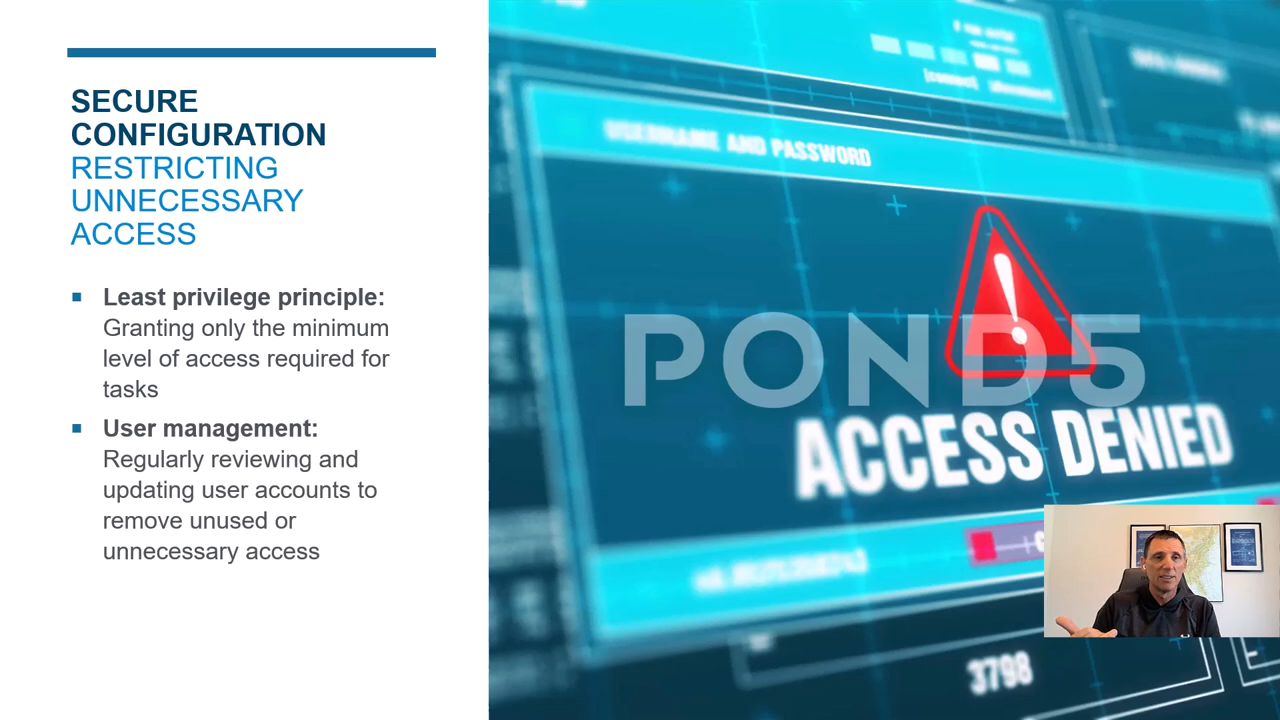 SECURE
CONFIGURATION
RESTRICTING
UNNECESSARY
ACCESS
Least privilege principle:
Granting only the minimum
level of access required for
tasks
User management:
Regularly reviewing and
updating user accounts to
remove unused or
unnecessary access
USERNAME AND PASSWORD
POND5
ACCESS DENIED
3798